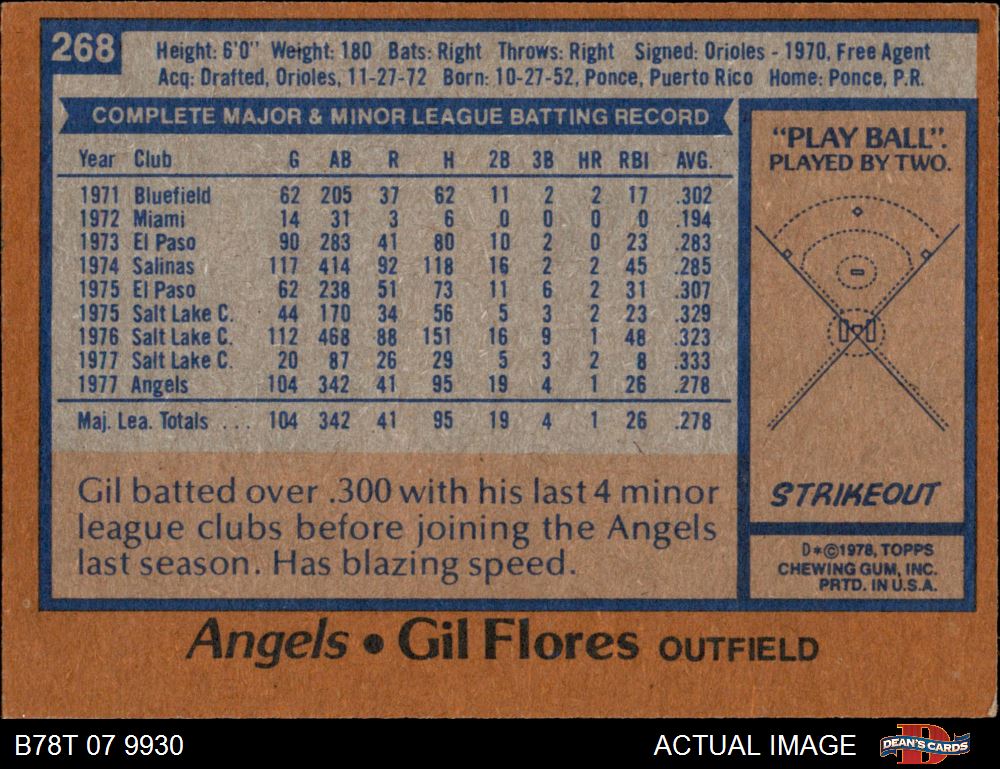 268
Height: 6'0" Weight: 180 Bats: Right Throws: Right Signed: Orioles - 1970, Free Agent
Acq: Drafted, Orioles, 11-27-72 Born: 10-27-52, Ponce, Puerto Rico Home: Ponce, P.R.
COMPLETE MAJOR & MINOR LEAGUE BATTING RECORD
Year Club G AB R H 2B 3B HR RBI AVG.
1971 Bluefield 62 205 37 62 11 2 2 17 .302
1972 Miami 14 31 3 6 0 0 0 0 .194
1973 El Paso 90 283 41 80 10 2 0 23 .283
1974 Salinas 117 414 92 118 16 2 2 45 .285
1975 El Paso 62 238 51 73 11 6 2 31 .307
1975 Salt Lake C. 44 170 34 56 5 3 2 23 .329
1976 Salt Lake C. 112 468 88 151 16 9 1 48 .323
1977 Salt Lake C. 20 87 26 29 5 3 2 8 .333
1977 Angels 104 342 41 95 19 4 1 26 .278
Maj. Lea. Totals ... 104 342 41 95 19 4 1 26 .278
Gil batted over .300 with his last 4 minor
league clubs before joining the Angels
last season. Has blazing speed.
"PLAY BALL".
PLAYED BY TWO.
STRIKEOUT
D*©1978, TOPPS
CHEWING GUM, INC.
PRTD. IN U.S.A.
Angels • Gil Flores OUTFIELD
B78T 07 9930
ACTUAL IMAGE
DEAN'S CARDS